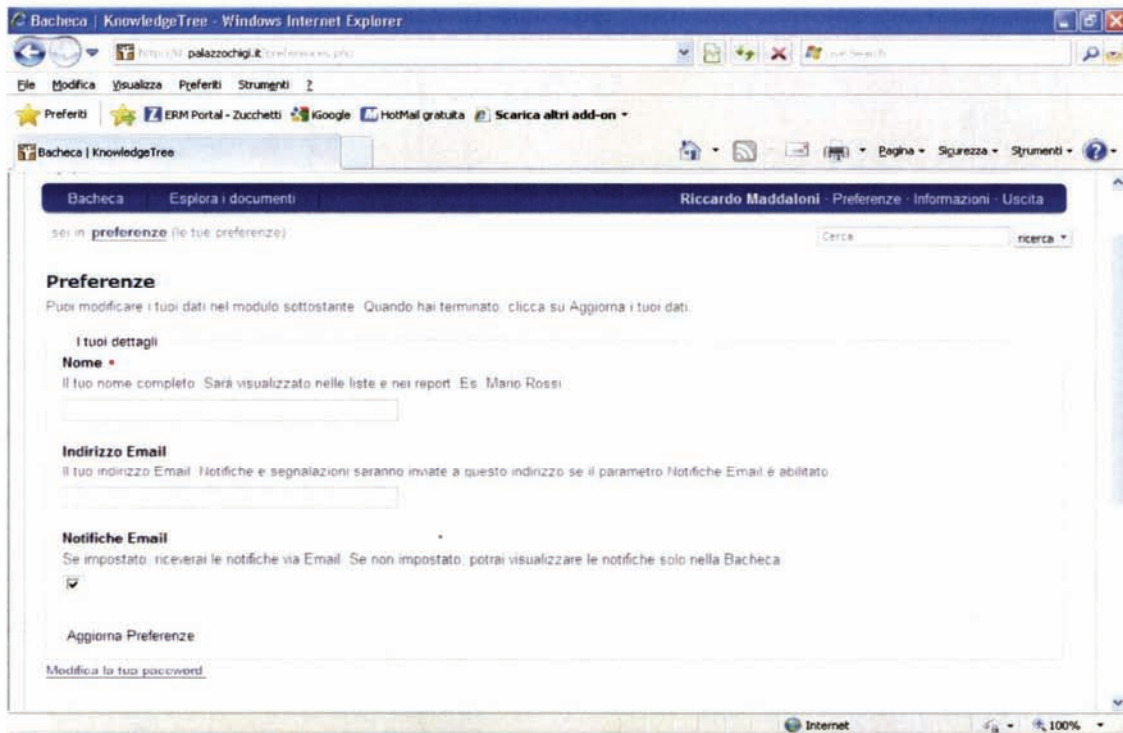 Bacheca | KnowledgeTree - Windows Internet Explorer
palazzochigi.it/preferences.php
Live Search
File Modifica Visualizza Preferiti Strumenti ?
Preferiti ERM Portal - Zucchetti iGoogle HotMail gratuita Scarica altri add-on
Bacheca | KnowledgeTree Pagina Sicurezza Strumenti
Bacheca Esplora i documenti Riccardo Maddaloni · Preferenze · Informazioni · Uscita
sei in preferenze (le tue preferenze) Cerca ricerca
Preferenze
Puoi modificare i tuoi dati nel modulo sottostante. Quando hai terminato, clicca su Aggiorna i tuoi dati.
I tuoi dettagli
Nome •
Il tuo nome completo. Sarà visualizzato nelle liste e nei report. Es. Mario Rossi
Indirizzo Email
Il tuo indirizzo Email. Notifiche e segnalazioni saranno inviate a questo indirizzo se il parametro Notifiche Email è abilitato
Notifiche Email
Se impostato, riceverai le notifiche via Email. Se non impostato, potrai visualizzare le notifiche solo nella Bacheca
Aggiorna Preferenze
Modifica la tua password
Internet 100%